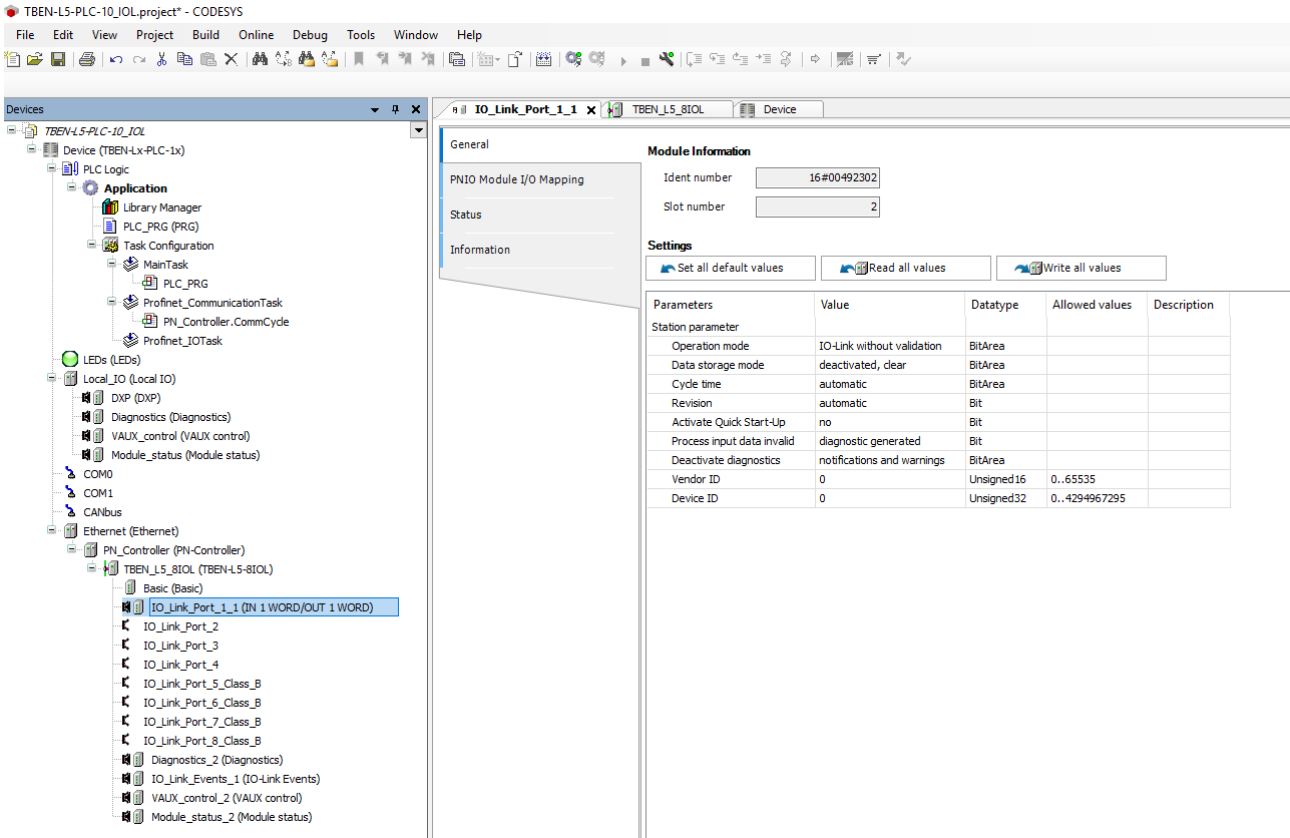 TBEN-L5-PLC-10_IOL.project* - CODESYS
File Edit View Project Build Online Debug Tools Window Help
Devices
TBEN-L5-PLC-10_IOL
Device (TBEN-Lx-PLC-1x)
PLC Logic
Application
Library Manager
PLC_PRG (PRG)
Task Configuration
MainTask
PLC_PRG
Profinet_CommunicationTask
PN_Controller.CommCycle
Profinet_IOTask
LEDs (LEDs)
Local_IO (Local IO)
DXP (DXP)
Diagnostics (Diagnostics)
VAUX_control (VAUX control)
Module_status (Module status)
COM0
COM1
CANbus
Ethernet (Ethernet)
PN_Controller (PN-Controller)
TBEN_L5_8IOL (TBEN-L5-8IOL)
Basic (Basic)
IO_Link_Port_1_1 (IN 1 WORD/OUT 1 WORD)
IO_Link_Port_2
IO_Link_Port_3
IO_Link_Port_4
IO_Link_Port_5_Class_B
IO_Link_Port_6_Class_B
IO_Link_Port_7_Class_B
IO_Link_Port_8_Class_B
Diagnostics_2 (Diagnostics)
IO_Link_Events_1 (IO-Link Events)
VAUX_control_2 (VAUX control)
Module_status_2 (Module status)
IO_Link_Port_1_1 TBEN_L5_8IOL Device
General
PNIO Module I/O Mapping
Status
Information
Module Information
Ident number 16#00492302
Slot number 2
Settings
Set all default values Read all values Write all values
Parameters Value Datatype Allowed values Description
Station parameter
Operation mode IO-Link without validation BitArea
Data storage mode deactivated, clear BitArea
Cycle time automatic BitArea
Revision automatic Bit
Activate Quick Start-Up no Bit
Process input data invalid diagnostic generated Bit
Deactivate diagnostics notifications and warnings BitArea
Vendor ID 0 Unsigned16 0..65535
Device ID 0 Unsigned32 0..4294967295